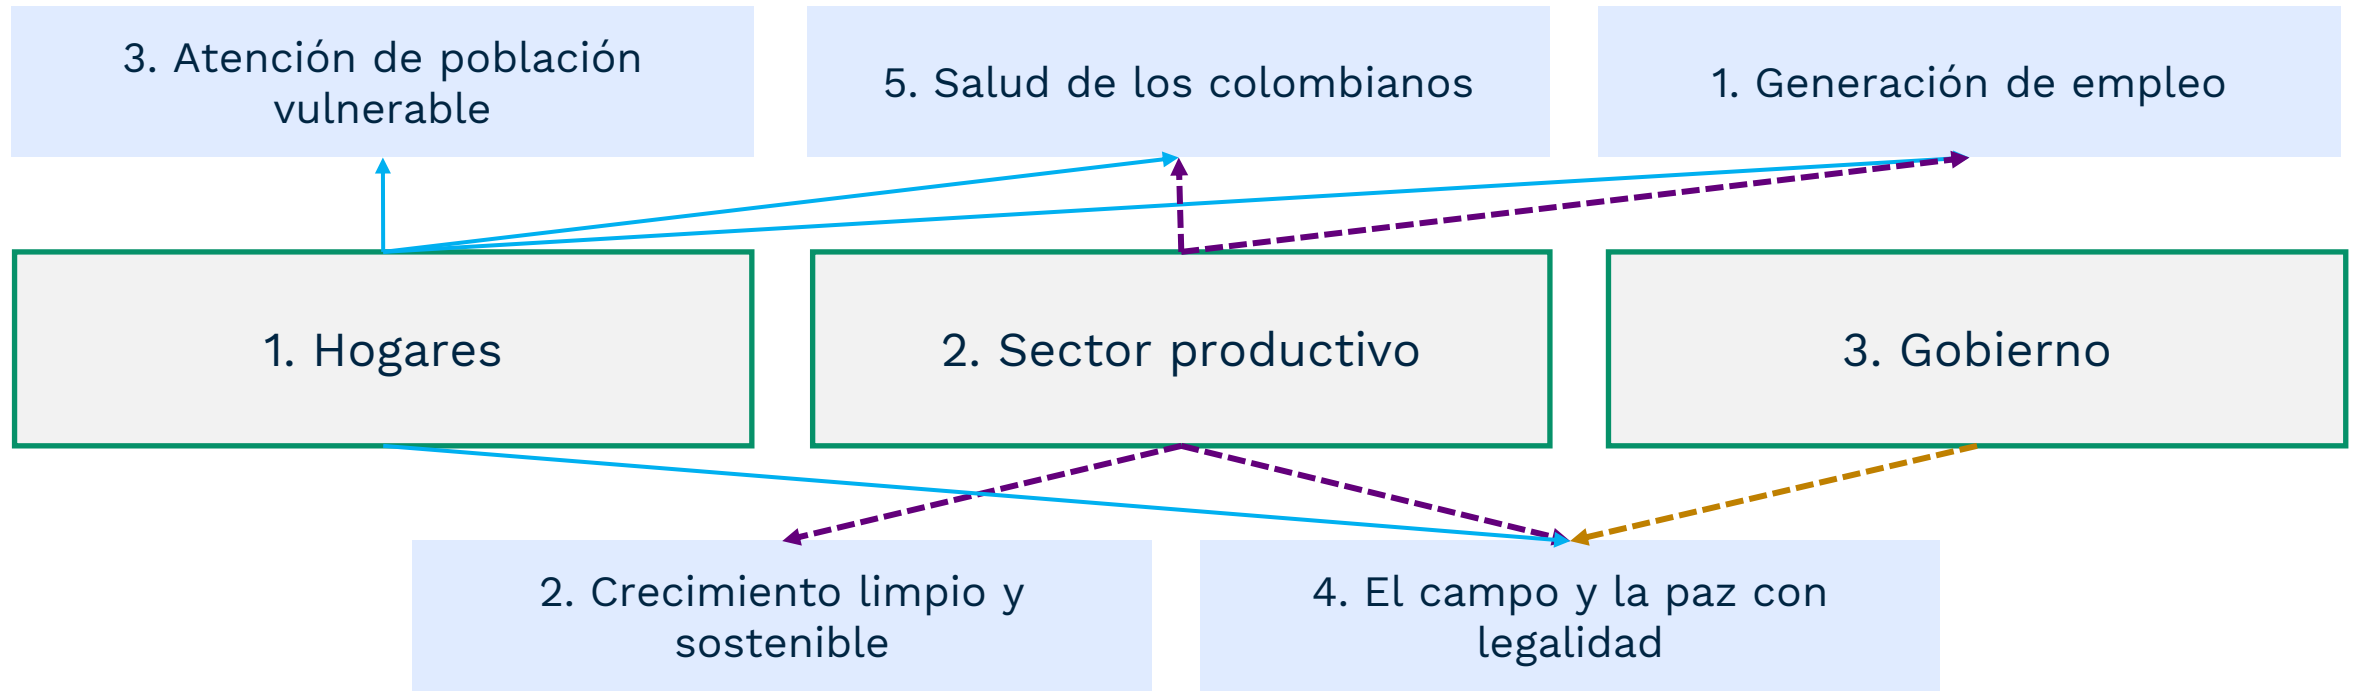 3. Atención de población
vulnerable
5. Salud de los colombianos
1. Generación de empleo
1. Hogares
2. Sector productivo
3. Gobierno
2. Crecimiento limpio y
sostenible
4. El campo y la paz con
legalidad